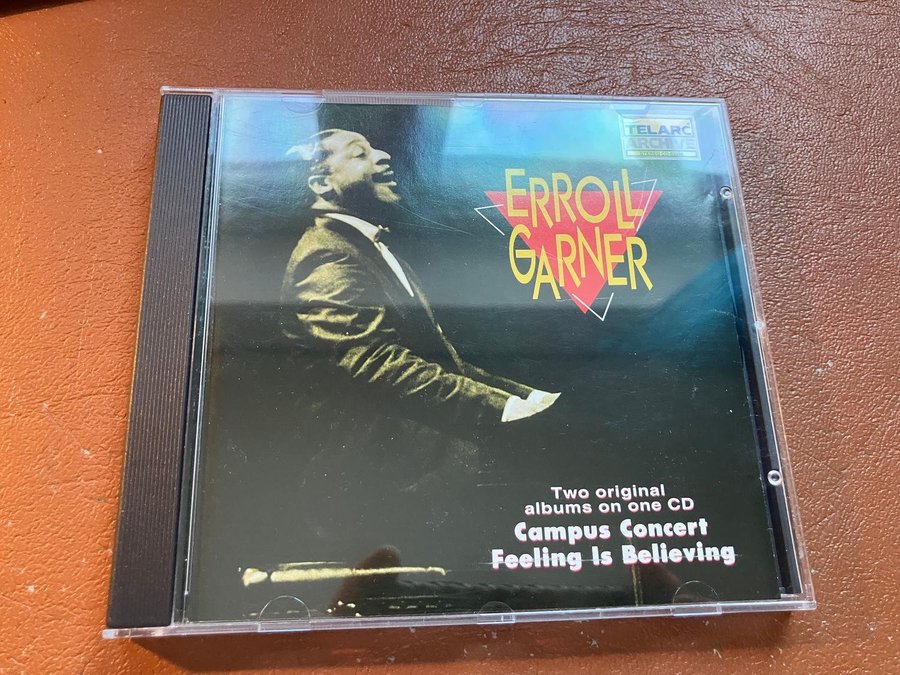 TELARC
ARCHIVE
ERROLL
GARNER
Two original
albums on one CD
Campus Concert
Feeling Is Believing